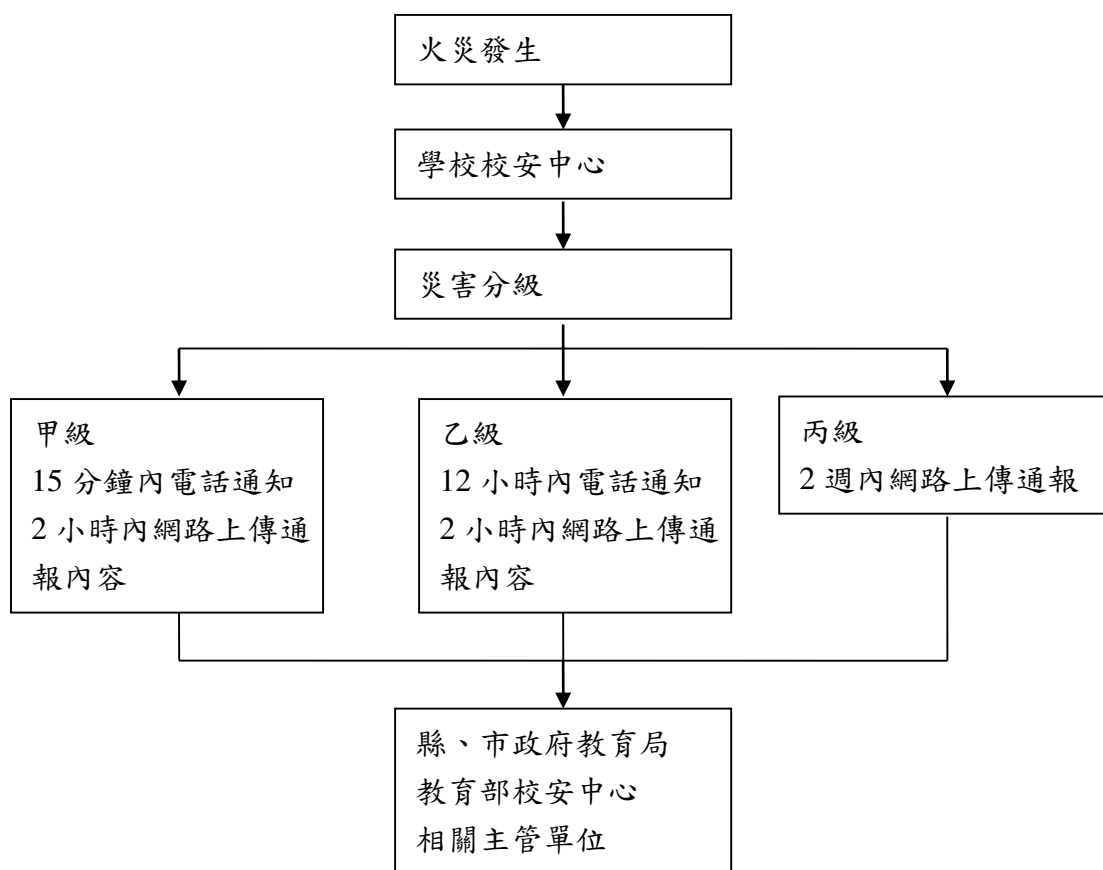 火災發生
學校校安中心
災害分級
甲級
15 分鐘內電話通知
2 小時內網路上傳通
報內容
乙級
12 小時內電話通知
2 小時內網路上傳通
報內容
丙級
2 週內網路上傳通報
縣、市政府教育局
教育部校安中心
相關主管單位